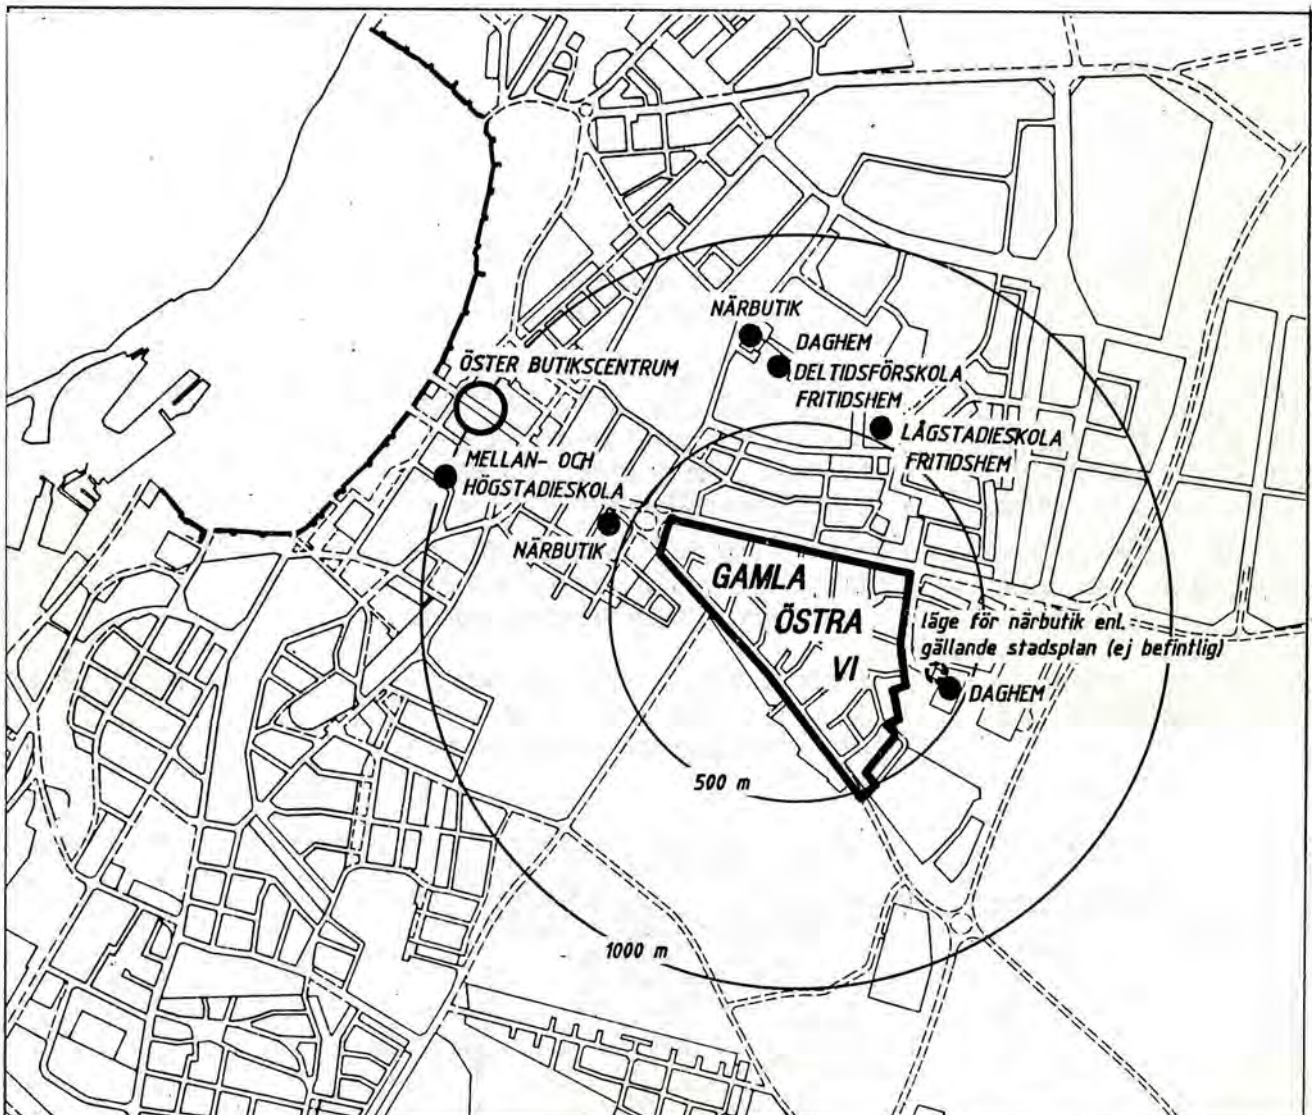 NÄRBUTIK
DAGHEM
DELTIDSFÖRSKOLA
FRITIDSHEM
ÖSTER BUTIKSCENTRUM
LÅGSTADIESKOLA
FRITIDSHEM
MELLAN- OCH
HÖGSTADIESKOLA
NÄRBUTIK
GAMLA
ÖSTRA
VI
läge för närbutik enl.
gällande stadsplan (ej befintlig)
DAGHEM
500 m
1000 m